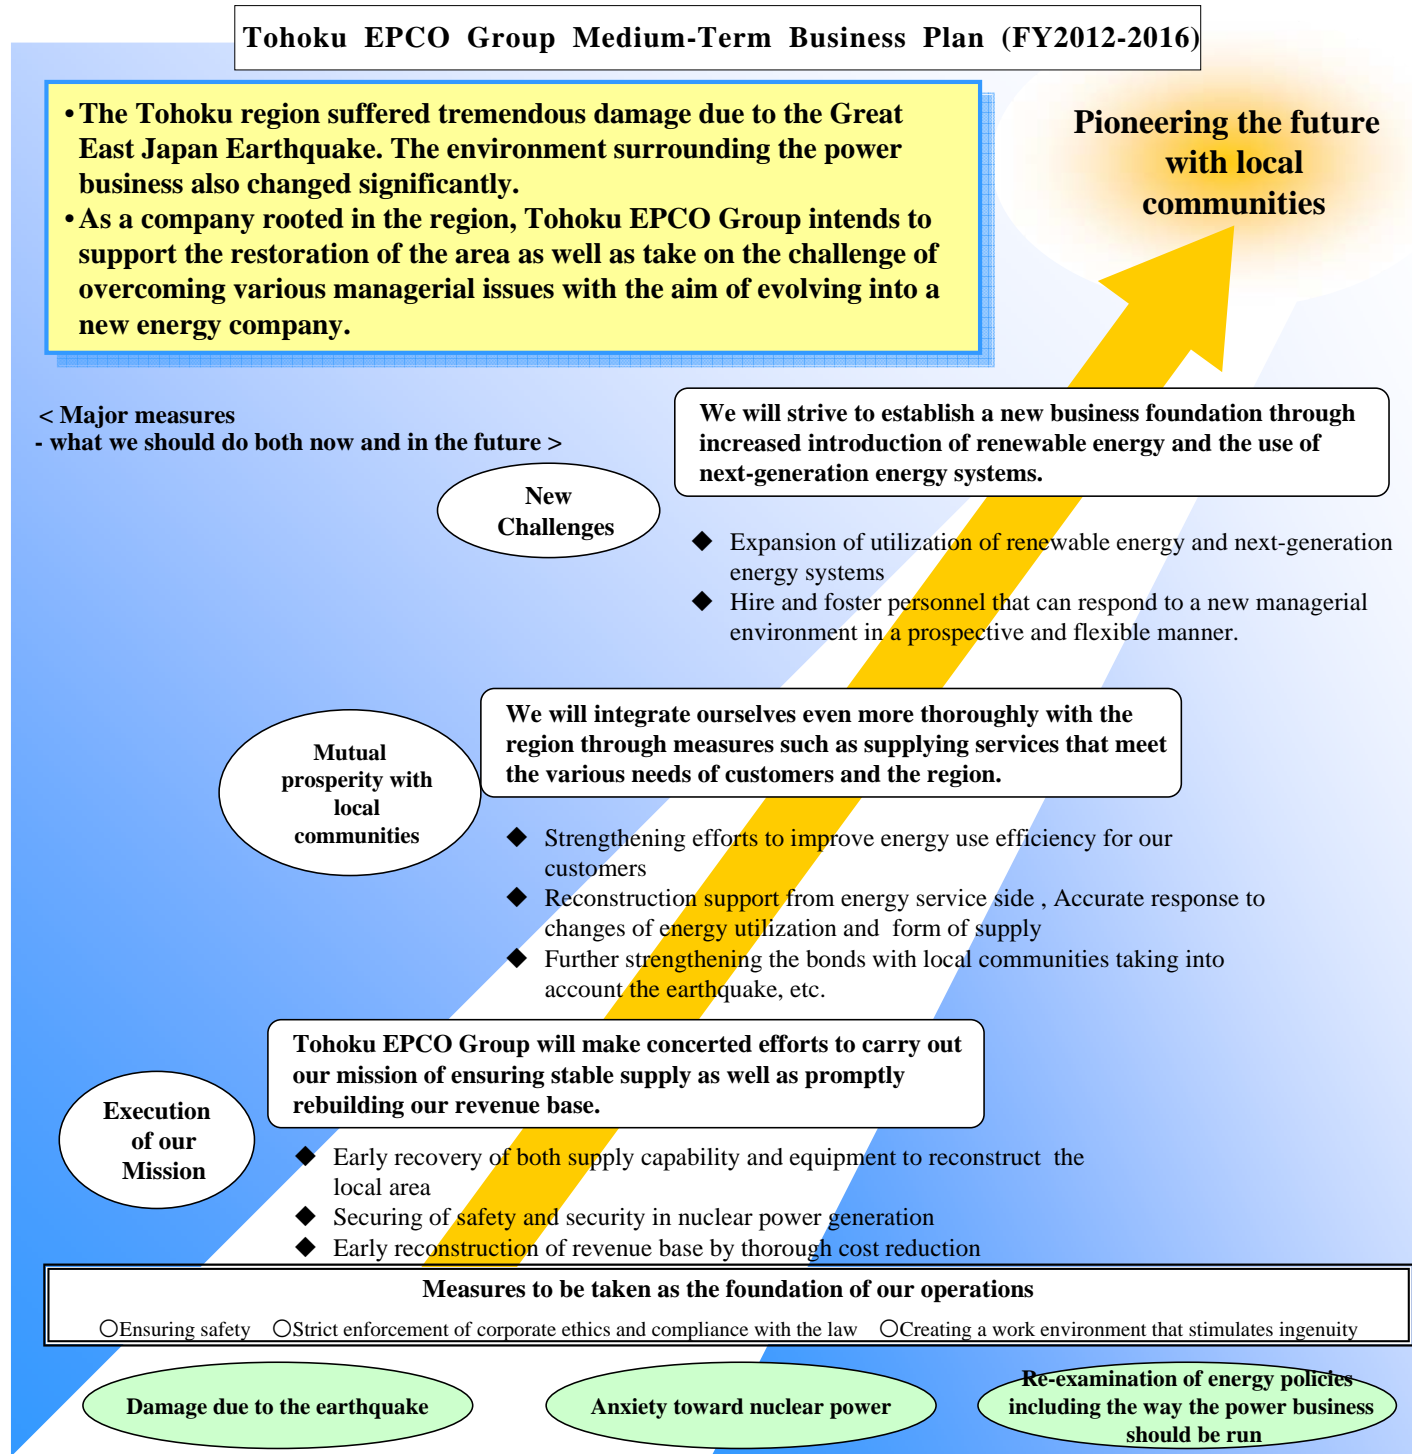 Tohoku EPCO Group Medium-Term Business Plan (FY2012-2016)
• The Tohoku region suffered tremendous damage due to the Great
East Japan Earthquake. The environment surrounding the power
business also changed significantly.
• As a company rooted in the region, Tohoku EPCO Group intends to
support the restoration of the area as well as take on the challenge of
overcoming various managerial issues with the aim of evolving into a
new energy company.
Pioneering the future
with local
communities
< Major measures
- what we should do both now and in the future >
New
Challenges
We will strive to establish a new business foundation through
increased introduction of renewable energy and the use of
next-generation energy systems.
◆ Expansion of utilization of renewable energy and next-generation
energy systems
◆ Hire and foster personnel that can respond to a new managerial
environment in a prospective and flexible manner.
Mutual
prosperity with
local
communities
We will integrate ourselves even more thoroughly with the
region through measures such as supplying services that meet
the various needs of customers and the region.
◆ Strengthening efforts to improve energy use efficiency for our
customers
◆ Reconstruction support from energy service side , Accurate response to
changes of energy utilization and form of supply
◆ Further strengthening the bonds with local communities taking into
account the earthquake, etc.
Execution
of our
Mission
Tohoku EPCO Group will make concerted efforts to carry out
our mission of ensuring stable supply as well as promptly
rebuilding our revenue base.
◆ Early recovery of both supply capability and equipment to reconstruct the
local area
◆ Securing of safety and security in nuclear power generation
◆ Early reconstruction of revenue base by thorough cost reduction
Measures to be taken as the foundation of our operations
○Ensuring safety ○Strict enforcement of corporate ethics and compliance with the law ○Creating a work environment that stimulates ingenuity
Damage due to the earthquake
Anxiety toward nuclear power
Re-examination of energy policies
including the way the power business
should be run